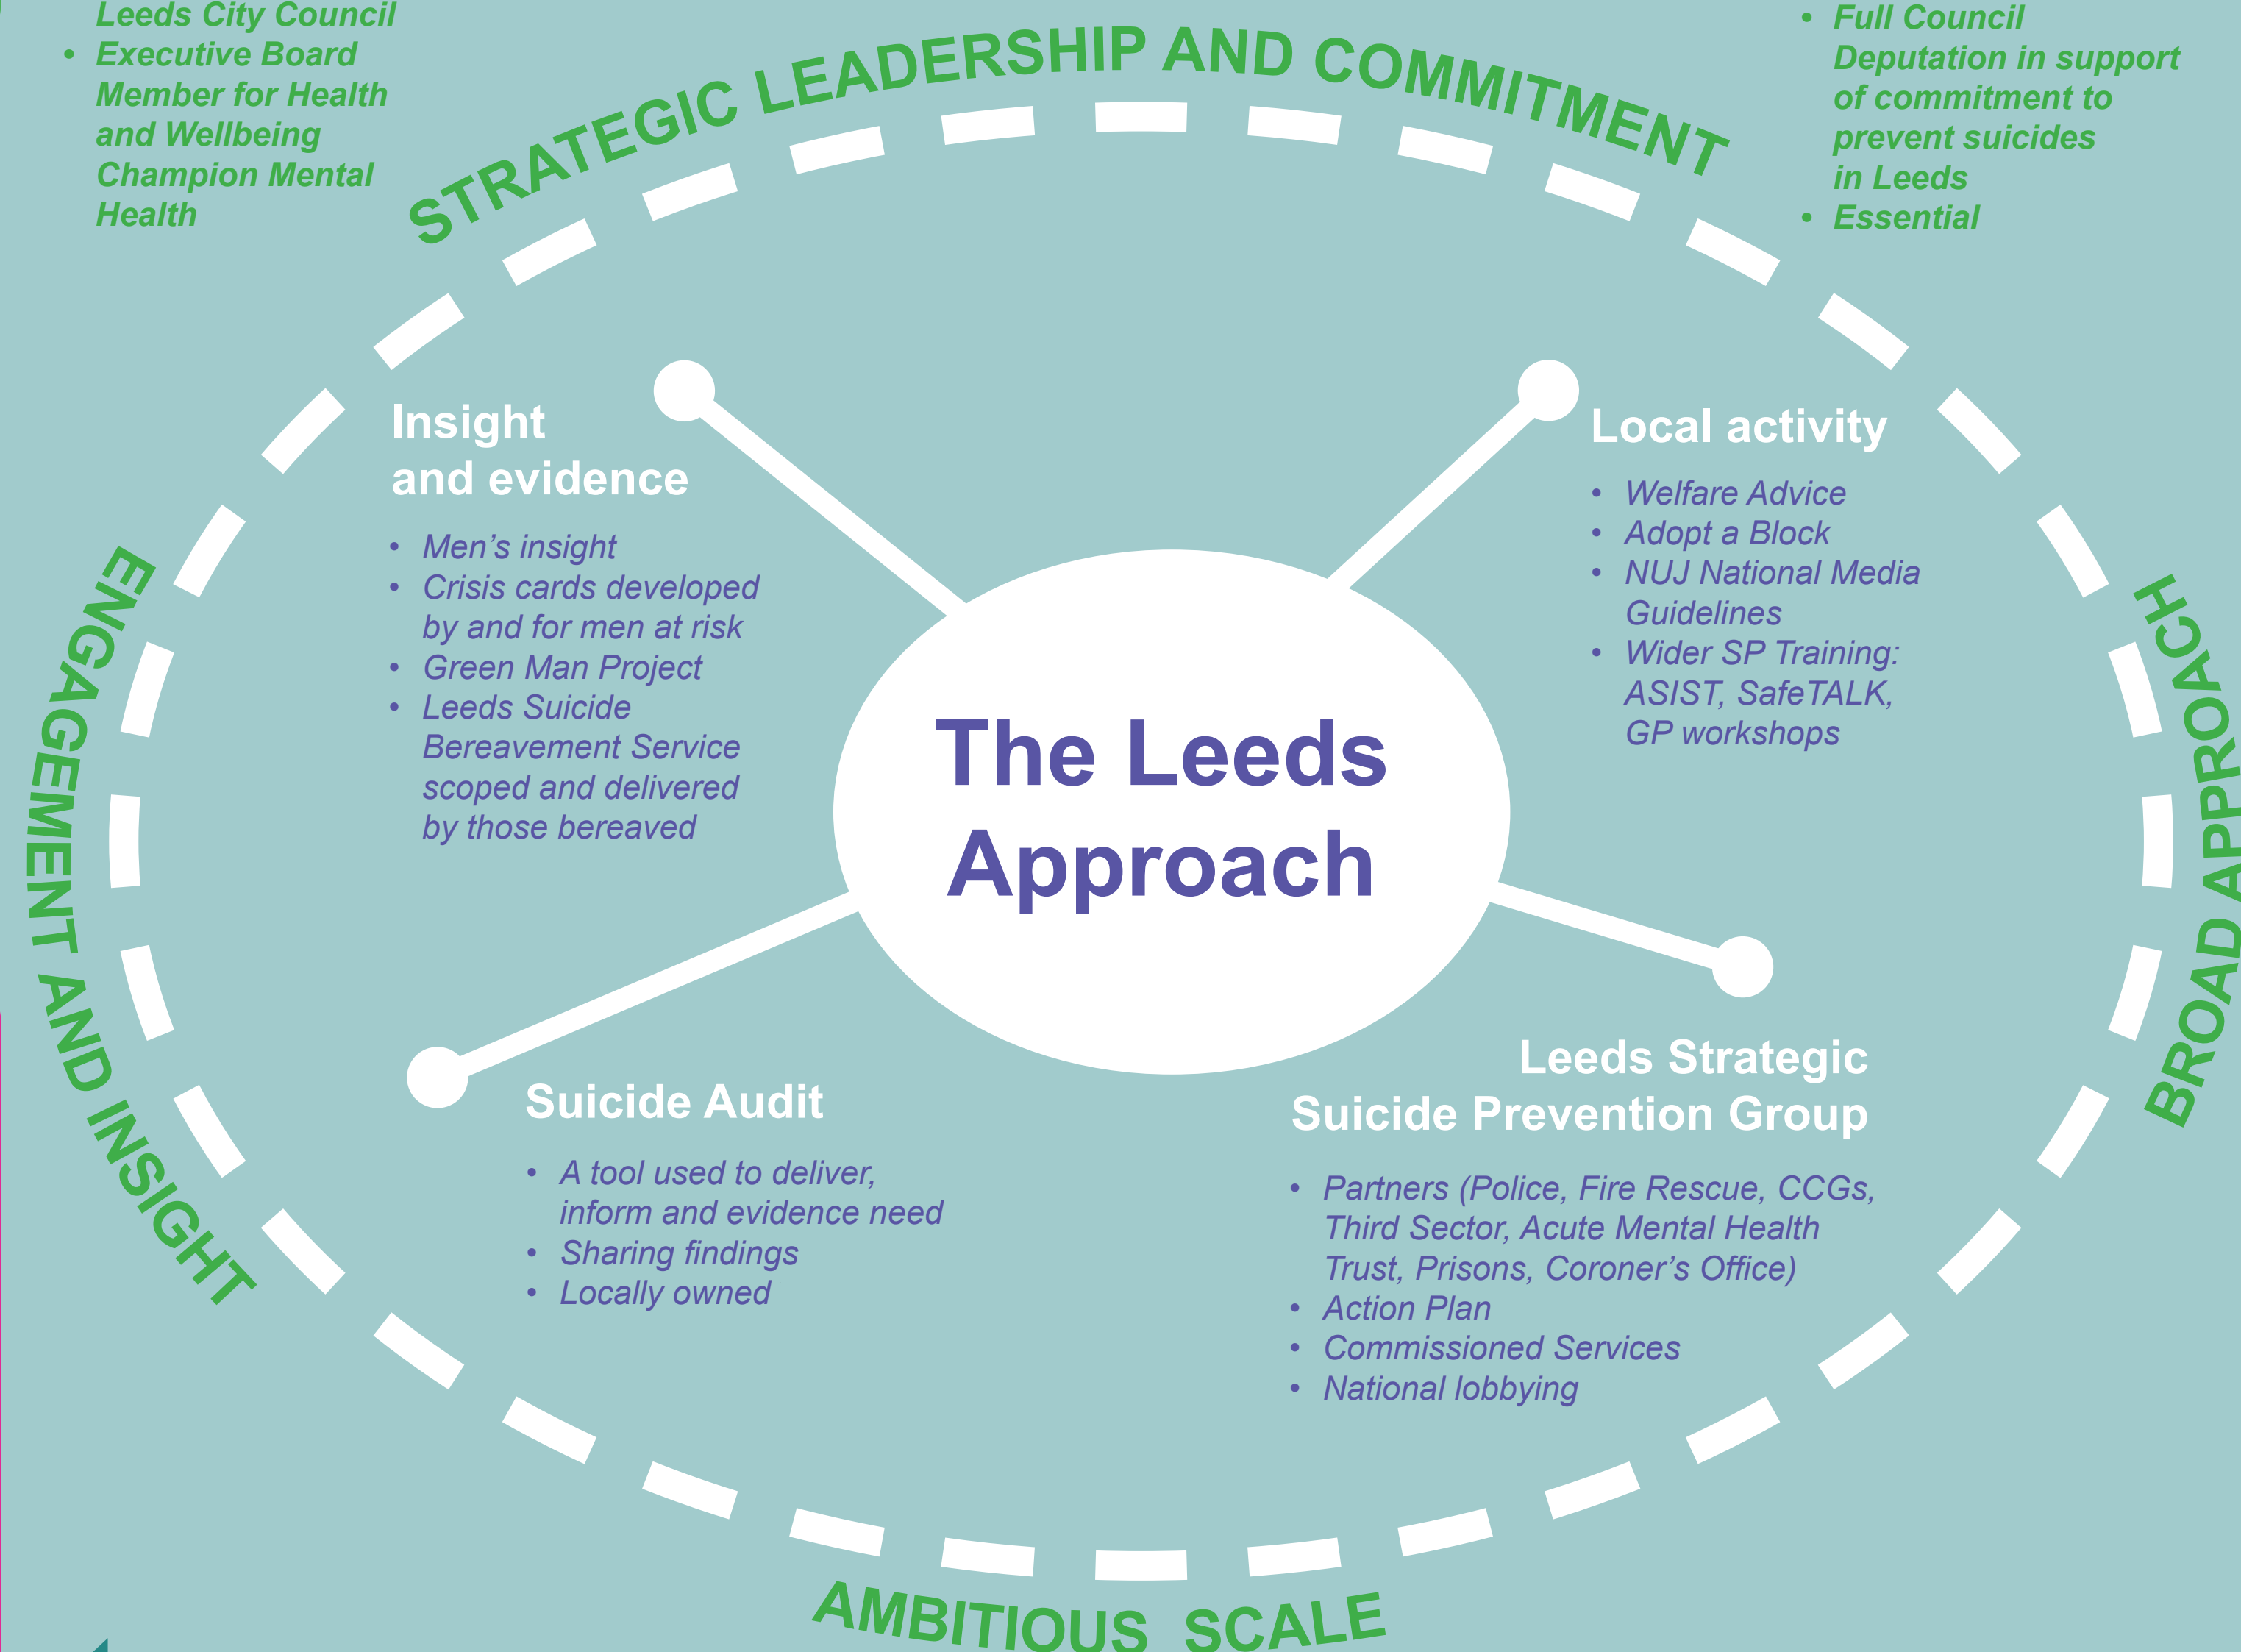 Leeds City Council
• Executive Board
Member for Health
and Wellbeing
Champion Mental
Health
• Full Council
Deputation in support
of commitment to
prevent suicides
in Leeds
• Essential
STRATEGIC LEADERSHIP AND COMMITMENT
ENGAGEMENT AND INSIGHT
BROAD APPROACH
Insight
and evidence
• Men’s insight
• Crisis cards developed
by and for men at risk
• Green Man Project
• Leeds Suicide
Bereavement Service
scoped and delivered
by those bereaved
Local activity
• Welfare Advice
• Adopt a Block
• NUJ National Media
Guidelines
• Wider SP Training:
ASIST, SafeTALK,
GP workshops
The Leeds
Approach
Suicide Audit
• A tool used to deliver,
inform and evidence need
• Sharing findings
• Locally owned
Leeds Strategic
Suicide Prevention Group
• Partners (Police, Fire Rescue, CCGs,
Third Sector, Acute Mental Health
Trust, Prisons, Coroner’s Office)
• Action Plan
• Commissioned Services
• National lobbying
AMBITIOUS SCALE